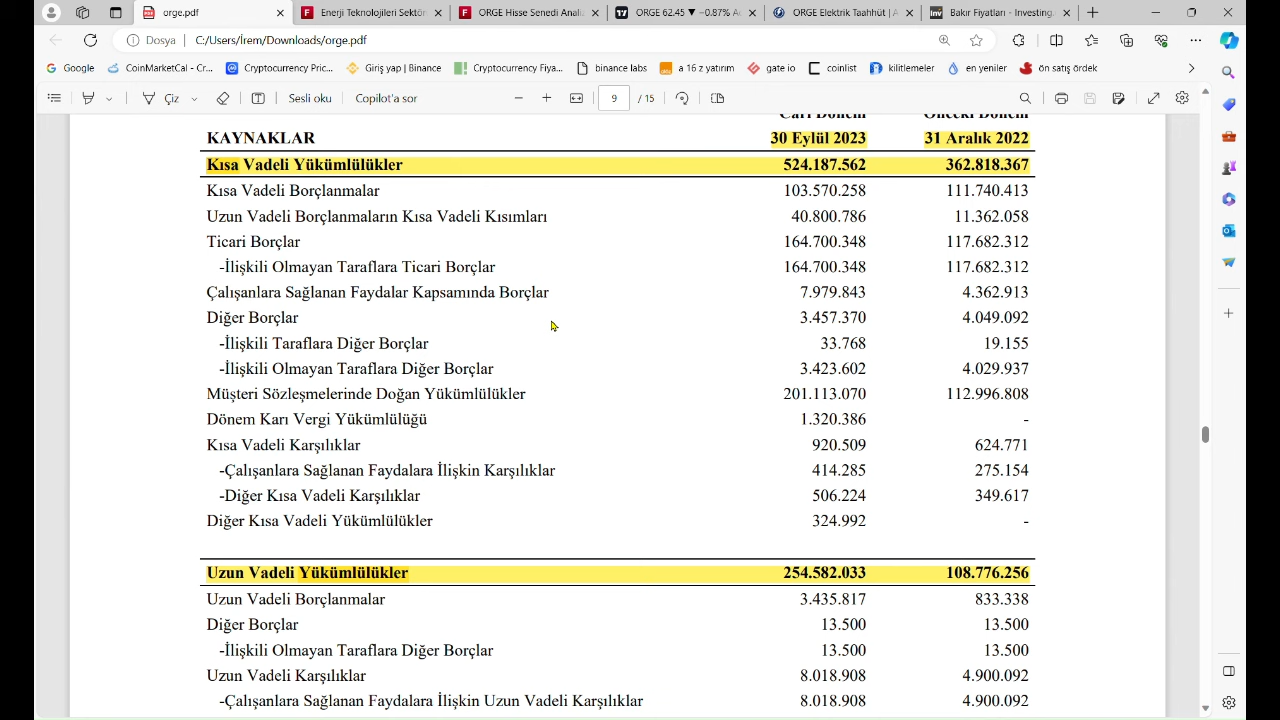 orge.pdf
Enerji Teknolojileri Sektör
ORGE Hisse Senedi Anali
ORGE 62.45 ▼ −0.87% A
ORGE Elektrik Taahhüt | A
Bakır Fiyatları - Investing.
Dosya | C:/Users/İrem/Downloads/orge.pdf
Google
CoinMarketCal - Cr...
Cryptocurrency Pric...
Giriş yap | Binance
Cryptocurrency Fiya...
binance labs
a 16 z yatırım
gate io
coinlist
kilitlemeler
en yeniler
ön satış ördek
Çiz
Sesli oku
Copilot'a sor
9 / 15
Cari Dönem Önceki Dönem
KAYNAKLAR 30 Eylül 2023 31 Aralık 2022
Kısa Vadeli Yükümlülükler 524.187.562 362.818.367
Kısa Vadeli Borçlanmalar 103.570.258 111.740.413
Uzun Vadeli Borçlanmaların Kısa Vadeli Kısımları 40.800.786 11.362.058
Ticari Borçlar 164.700.348 117.682.312
-İlişkili Olmayan Taraflara Ticari Borçlar 164.700.348 117.682.312
Çalışanlara Sağlanan Faydalar Kapsamında Borçlar 7.979.843 4.362.913
Diğer Borçlar 3.457.370 4.049.092
-İlişkili Taraflara Diğer Borçlar 33.768 19.155
-İlişkili Olmayan Taraflara Diğer Borçlar 3.423.602 4.029.937
Müşteri Sözleşmelerinde Doğan Yükümlülükler 201.113.070 112.996.808
Dönem Karı Vergi Yükümlülüğü 1.320.386 -
Kısa Vadeli Karşılıklar 920.509 624.771
-Çalışanlara Sağlanan Faydalara İlişkin Karşılıklar 414.285 275.154
-Diğer Kısa Vadeli Karşılıklar 506.224 349.617
Diğer Kısa Vadeli Yükümlülükler 324.992 -
Uzun Vadeli Yükümlülükler 254.582.033 108.776.256
Uzun Vadeli Borçlanmalar 3.435.817 833.338
Diğer Borçlar 13.500 13.500
-İlişkili Olmayan Taraflara Diğer Borçlar 13.500 13.500
Uzun Vadeli Karşılıklar 8.018.908 4.900.092
-Çalışanlara Sağlanan Faydalara İlişkin Uzun Vadeli Karşılıklar 8.018.908 4.900.092